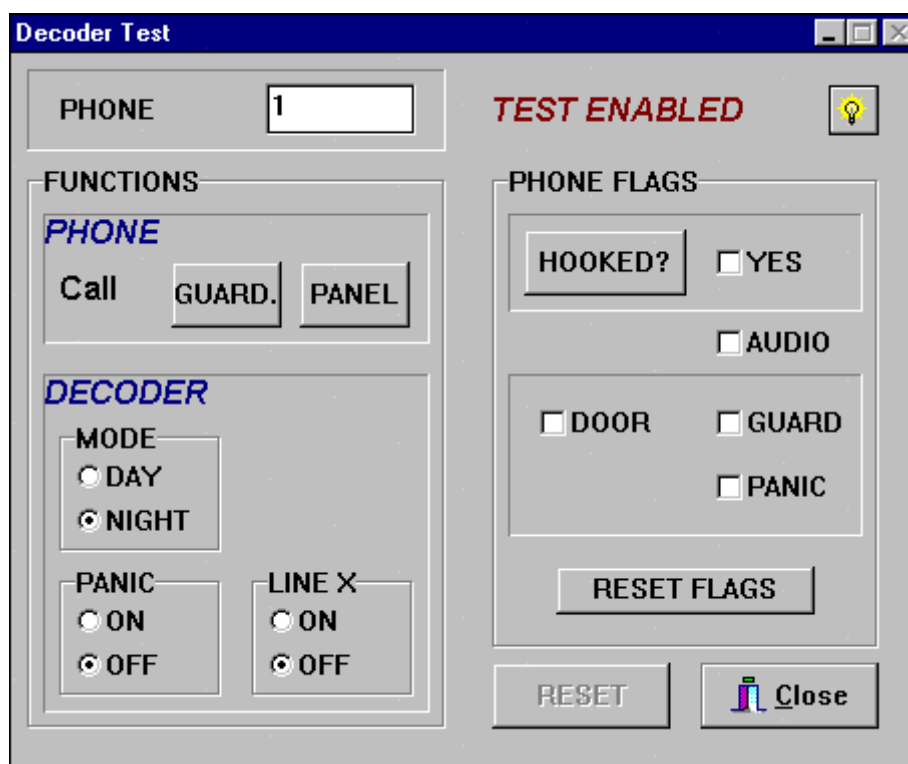 Decoder Test
PHONE 1
TEST ENABLED
FUNCTIONS
PHONE
Call GUARD. PANEL
DECODER
MODE
DAY
NIGHT
PANIC
ON
OFF
LINE X
ON
OFF
PHONE FLAGS
HOOKED? YES
AUDIO
DOOR GUARD
PANIC
RESET FLAGS
RESET Close